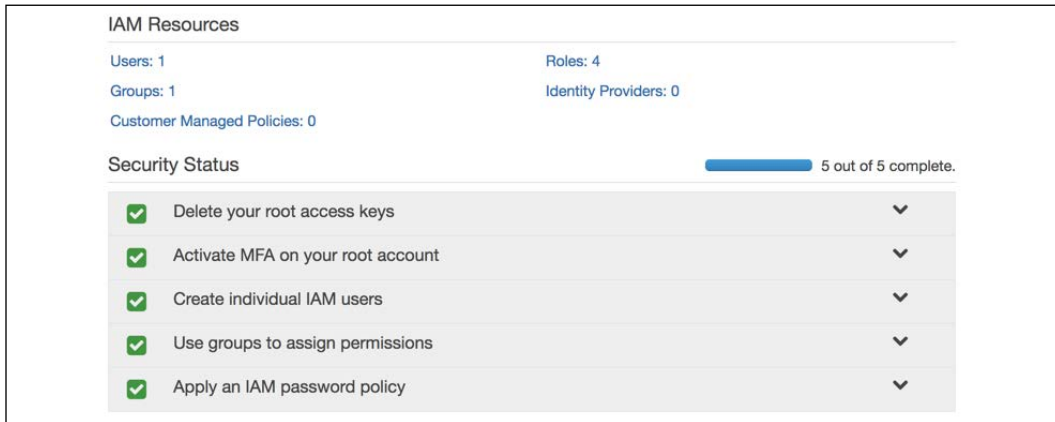 IAM Resources
Users: 1
Roles: 4
Groups: 1
Identity Providers: 0
Customer Managed Policies: 0
Security Status
5 out of 5 complete.
Delete your root access keys
Activate MFA on your root account
Create individual IAM users
Use groups to assign permissions
Apply an IAM password policy